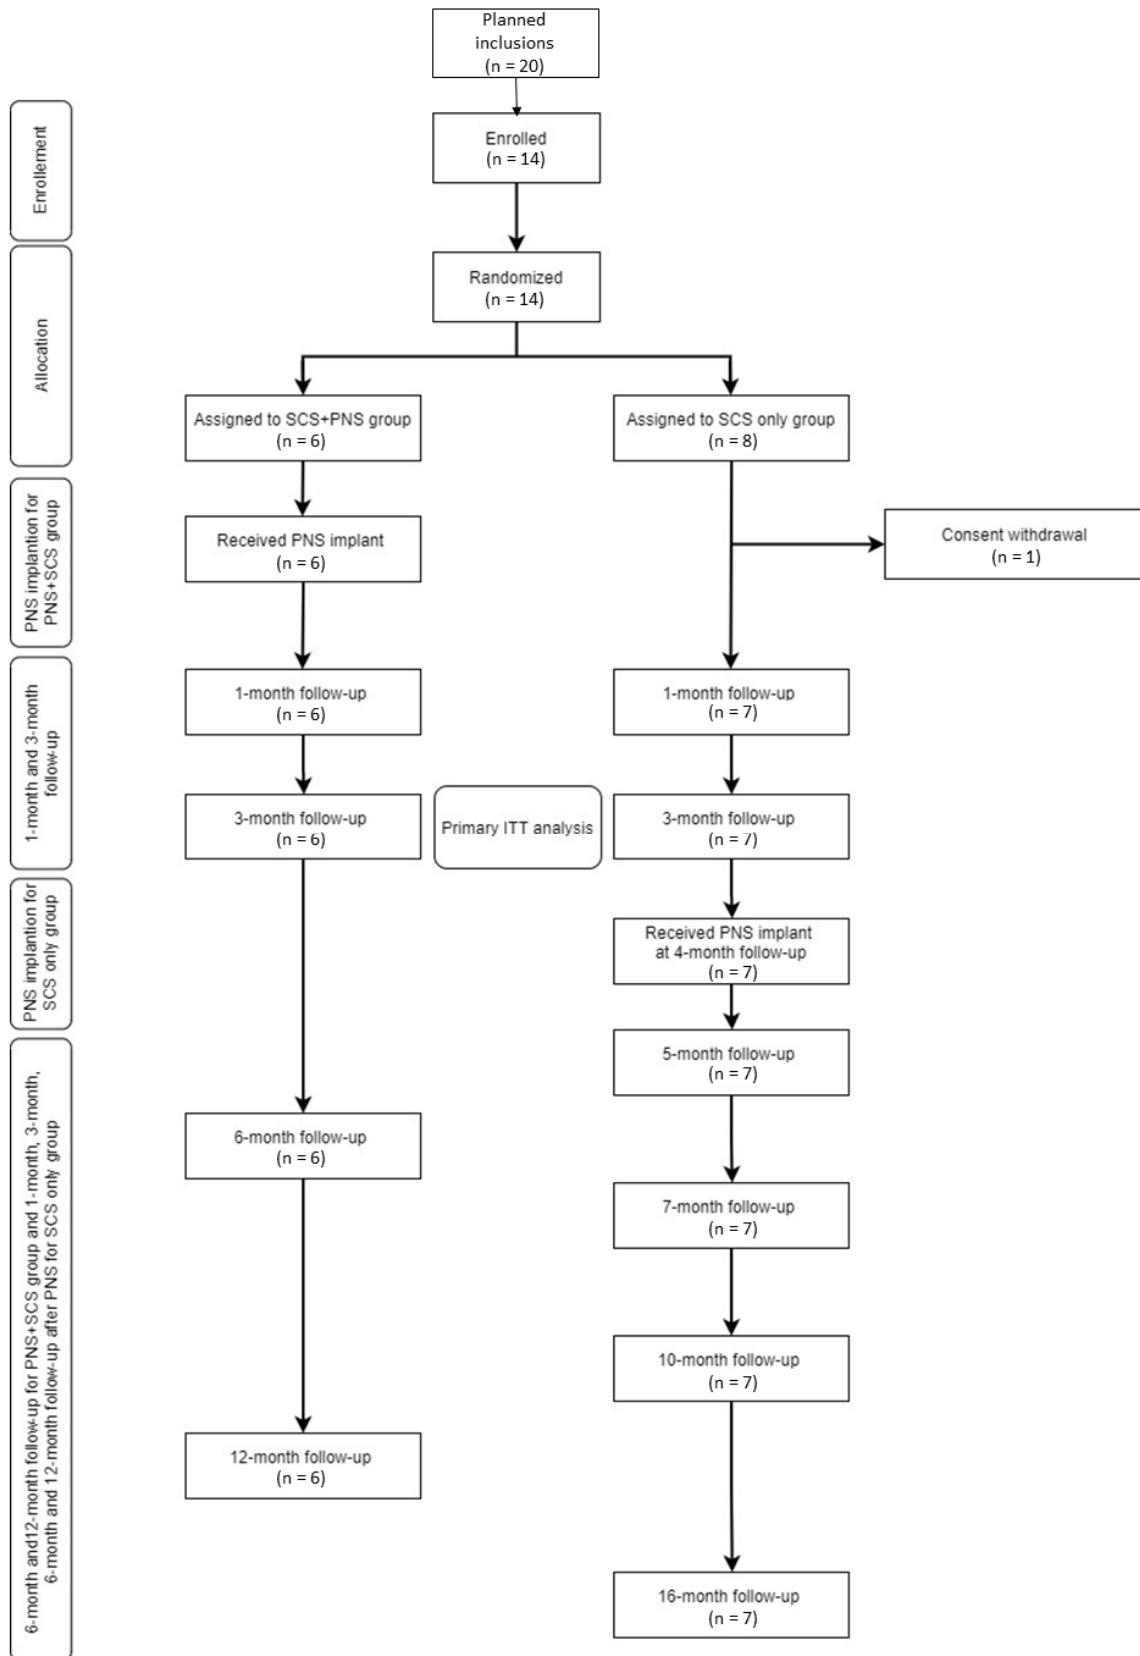 Planned
inclusions
(n = 20)
Enrollement
Enrolled
(n = 14)
Allocation
Randomized
(n = 14)
Assigned to SCS+PNS group
(n = 6)
Assigned to SCS only group
(n = 8)
PNS implantion for
PNS+SCS group
Received PNS implant
(n = 6)
Consent withdrawal
(n = 1)
1-month and 3-month
follow-up
1-month follow-up
(n = 6)
1-month follow-up
(n = 7)
3-month follow-up
(n = 6)
Primary ITT analysis
3-month follow-up
(n = 7)
PNS implantion for
SCS only group
Received PNS implant
at 4-month follow-up
(n = 7)
6-month and12-month follow-up for PNS+SCS group and 1-month, 3-month,
6-month and 12-month follow-up after PNS for SCS only group
5-month follow-up
(n = 7)
6-month follow-up
(n = 6)
7-month follow-up
(n = 7)
10-month follow-up
(n = 7)
12-month follow-up
(n = 6)
16-month follow-up
(n = 7)